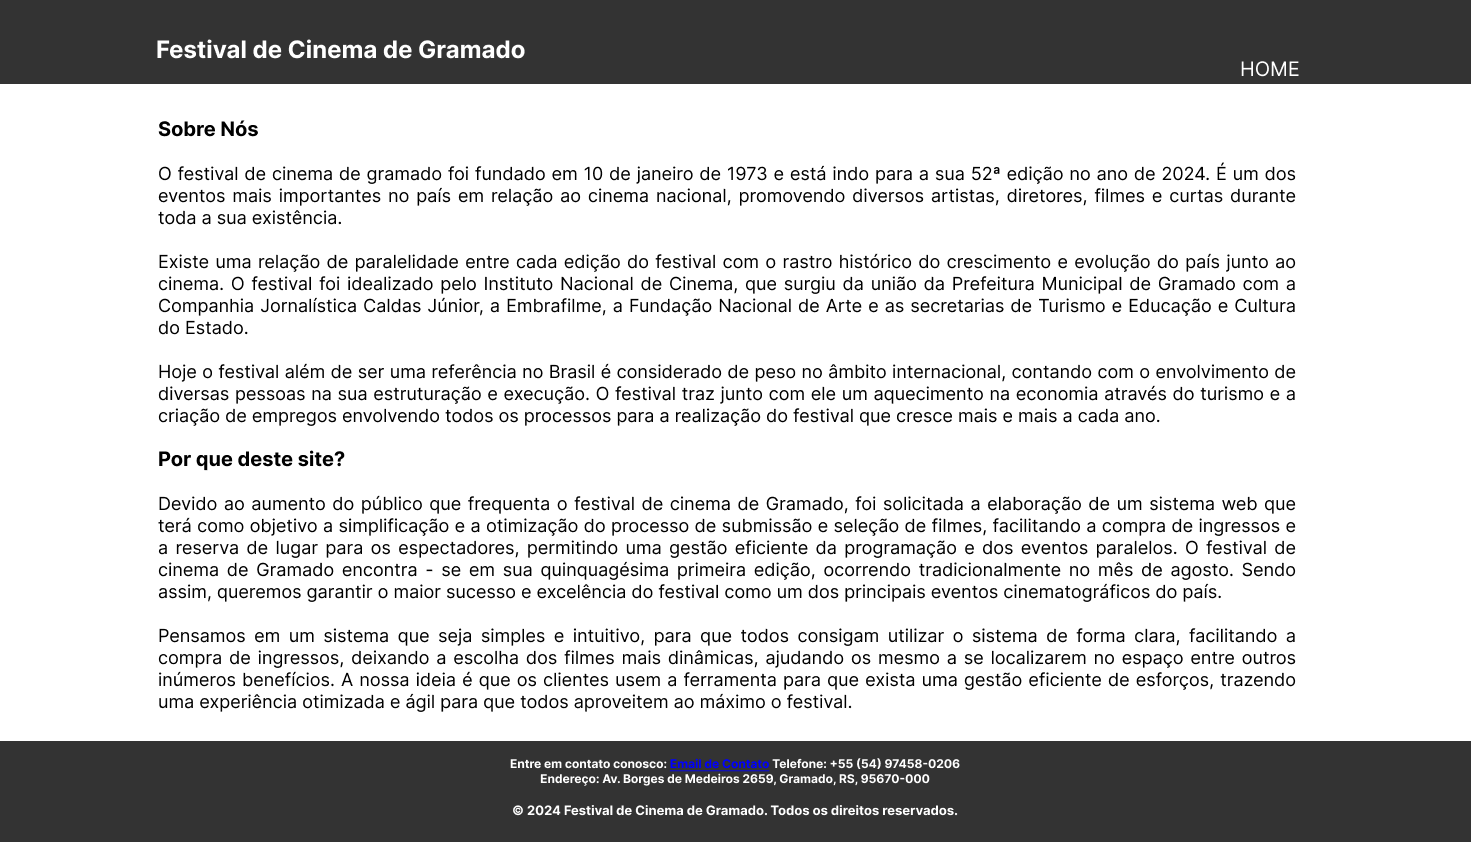 Festival de Cinema de Gramado
HOME
Sobre Nós
O festival de cinema de gramado foi fundado em 10 de janeiro de 1973 e está indo para a sua 52ª edição no ano de 2024. É um dos
eventos mais importantes no país em relação ao cinema nacional, promovendo diversos artistas, diretores, filmes e curtas durante
toda a sua existência.
Existe uma relação de paralelidade entre cada edição do festival com o rastro histórico do crescimento e evolução do país junto ao
cinema. O festival foi idealizado pelo Instituto Nacional de Cinema, que surgiu da união da Prefeitura Municipal de Gramado com a
Companhia Jornalística Caldas Júnior, a Embrafilme, a Fundação Nacional de Arte e as secretarias de Turismo e Educação e Cultura
do Estado.
Hoje o festival além de ser uma referência no Brasil é considerado de peso no âmbito internacional, contando com o envolvimento de
diversas pessoas na sua estruturação e execução. O festival traz junto com ele um aquecimento na economia através do turismo e a
criação de empregos envolvendo todos os processos para a realização do festival que cresce mais e mais a cada ano.
Por que deste site?
Devido ao aumento do público que frequenta o festival de cinema de Gramado, foi solicitada a elaboração de um sistema web que
terá como objetivo a simplificação e a otimização do processo de submissão e seleção de filmes, facilitando a compra de ingressos e
a reserva de lugar para os espectadores, permitindo uma gestão eficiente da programação e dos eventos paralelos. O festival de
cinema de Gramado encontra - se em sua quinquagésima primeira edição, ocorrendo tradicionalmente no mês de agosto. Sendo
assim, queremos garantir o maior sucesso e excelência do festival como um dos principais eventos cinematográficos do país.
Pensamos em um sistema que seja simples e intuitivo, para que todos consigam utilizar o sistema de forma clara, facilitando a
compra de ingressos, deixando a escolha dos filmes mais dinâmicas, ajudando os mesmo a se localizarem no espaço entre outros
inúmeros benefícios. A nossa ideia é que os clientes usem a ferramenta para que exista uma gestão eficiente de esforços, trazendo
uma experiência otimizada e ágil para que todos aproveitem ao máximo o festival.
Entre em contato conosco: Email de Contato Telefone: +55 (54) 97458-0206
Endereço: Av. Borges de Medeiros 2659, Gramado, RS, 95670-000
© 2024 Festival de Cinema de Gramado. Todos os direitos reservados.